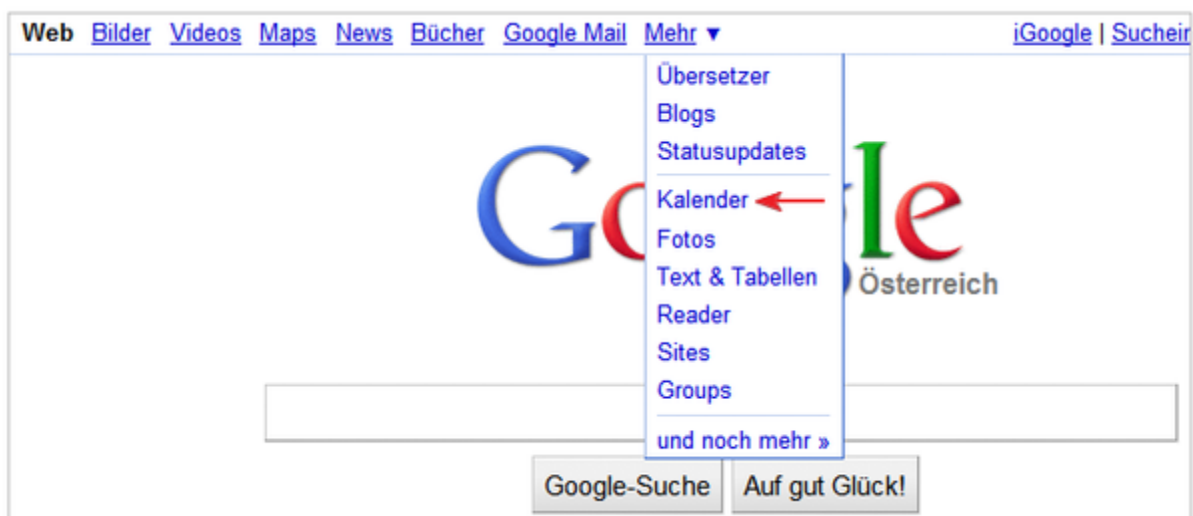 Web Bilder Videos Maps News Bücher Google Mail Mehr ▼ iGoogle | Suchein
Übersetzer
Blogs
Statusupdates
Kalender
Fotos
Text & Tabellen
Reader
Sites
Groups
und noch mehr »
Google
Österreich
Google-Suche Auf gut Glück!